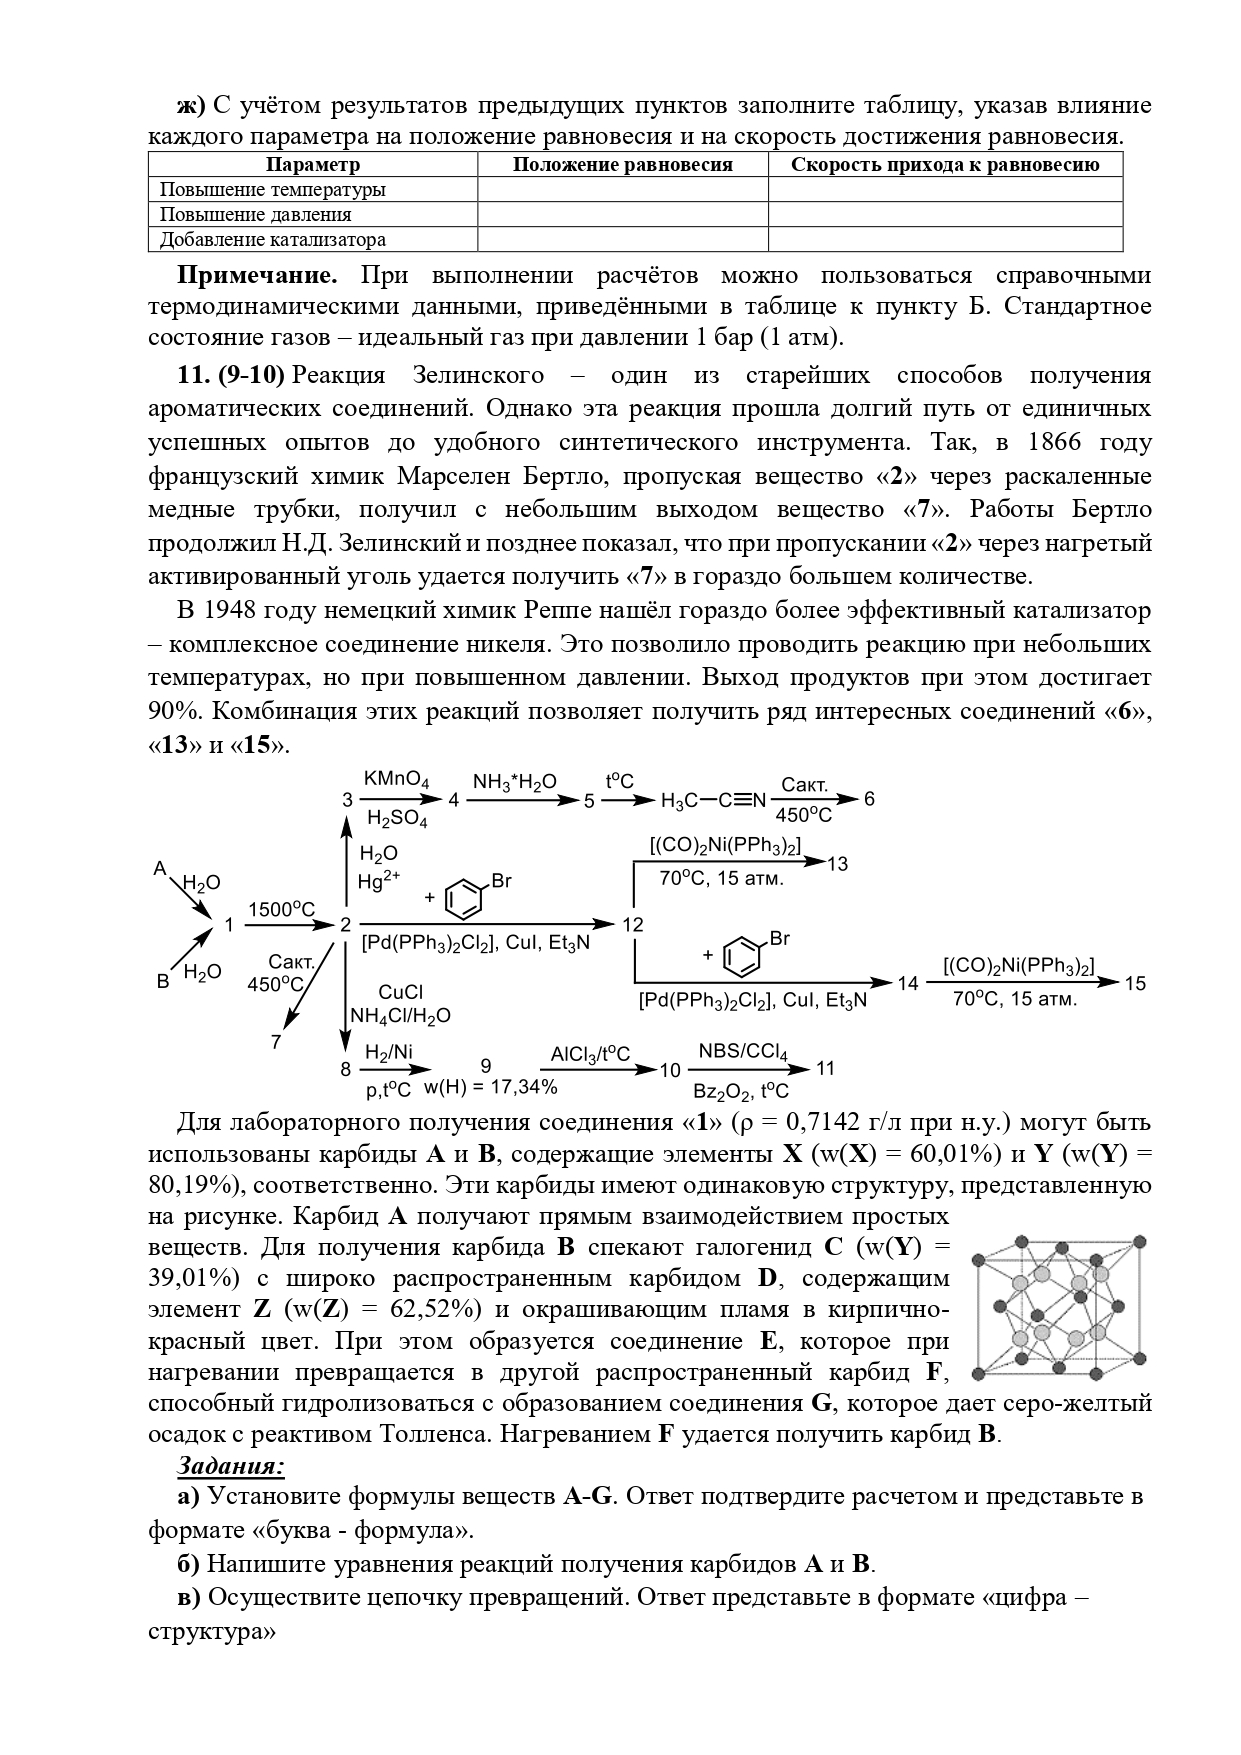 ж) С учётом результатов предыдущих пунктов заполните таблицу, указав влияние
каждого параметра на положение равновесия и на скорость достижения равновесия.
Параметр Положение равновесия Скорость прихода к равновесию
Повышение температуры
Повышение давления
Добавление катализатора
Примечание. При выполнении расчётов можно пользоваться справочными
термодинамическими данными, приведёнными в таблице к пункту Б. Стандартное
состояние газов – идеальный газ при давлении 1 бар (1 атм).
11. (9-10) Реакция Зелинского – один из старейших способов получения
ароматических соединений. Однако эта реакция прошла долгий путь от единичных
успешных опытов до удобного синтетического инструмента. Так, в 1866 году
французский химик Марселен Бертло, пропуская вещество «2» через раскаленные
медные трубки, получил с небольшим выходом вещество «7». Работы Бертло
продолжил Н.Д. Зелинский и позднее показал, что при пропускании «2» через нагретый
активированный уголь удается получить «7» в гораздо большем количестве.
В 1948 году немецкий химик Реппе нашёл гораздо более эффективный катализатор
– комплексное соединение никеля. Это позволило проводить реакцию при небольших
температурах, но при повышенном давлении. Выход продуктов при этом достигает
90%. Комбинация этих реакций позволяет получить ряд интересных соединений «6»,
«13» и «15».
3 KMnO4 H2SO4 4 NH3*H2O 5 t°C H3C–C≡N Cакт. 450°C 6
H2O
Hg2+
[(CO)2Ni(PPh3)2]
70°C, 15 атм.
13
A H2O
B H2O
1 1500°C 2 + Br
[Pd(PPh3)2Cl2], CuI, Et3N
12
+ Br
[Pd(PPh3)2Cl2], CuI, Et3N
14 [(CO)2Ni(PPh3)2]
70°C, 15 атм.
15
Cакт.
450°C
7
CuCl
NH4Cl/H2O
8 H2/Ni
p,t°C
9
w(H) = 17,34%
AlCl3/t°C
10 NBS/CCl4
Bz2O2, t°C
11
Для лабораторного получения соединения «1» (ρ = 0,7142 г/л при н.у.) могут быть
использованы карбиды A и B, содержащие элементы X (w(X) = 60,01%) и Y (w(Y) =
80,19%), соответственно. Эти карбиды имеют одинаковую структуру, представленную
на рисунке. Карбид A получают прямым взаимодействием простых
веществ. Для получения карбида B спекают галогенид C (w(Y) =
39,01%) с широко распространенным карбидом D, содержащим
элемент Z (w(Z) = 62,52%) и окрашивающим пламя в кирпично-
красный цвет. При этом образуется соединение E, которое при
нагревании превращается в другой распространенный карбид F,
способный гидролизоваться с образованием соединения G, которое дает серо-желтый
осадок с реактивом Толленса. Нагреванием F удается получить карбид B.
Задания:
а) Установите формулы веществ A-G. Ответ подтвердите расчетом и представьте в
формате «буква - формула».
б) Напишите уравнения реакций получения карбидов A и B.
в) Осуществите цепочку превращений. Ответ представьте в формате «цифра –
структура»